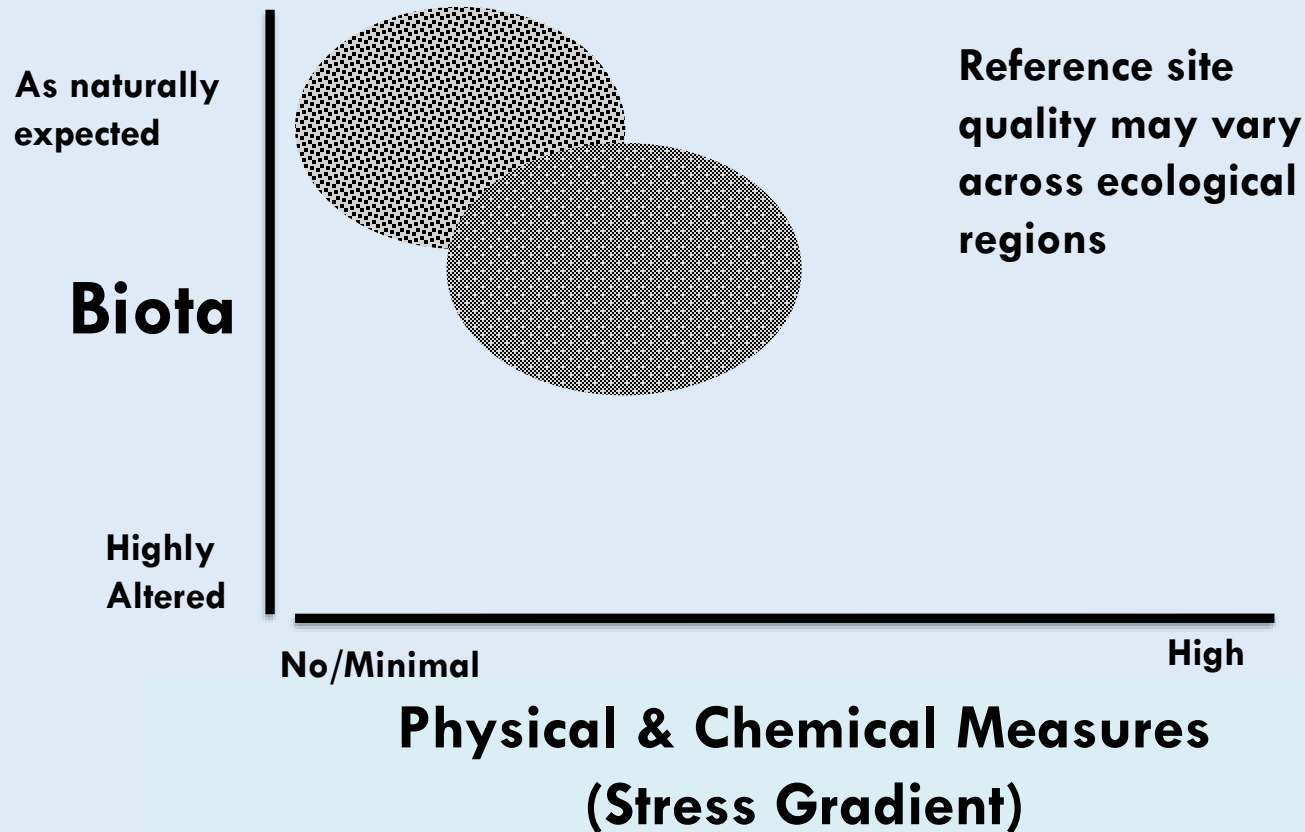 As naturally
expected
Reference site
quality may vary
across ecological
regions
Biota
Highly
Altered
No/Minimal
High
Physical & Chemical Measures
(Stress Gradient)